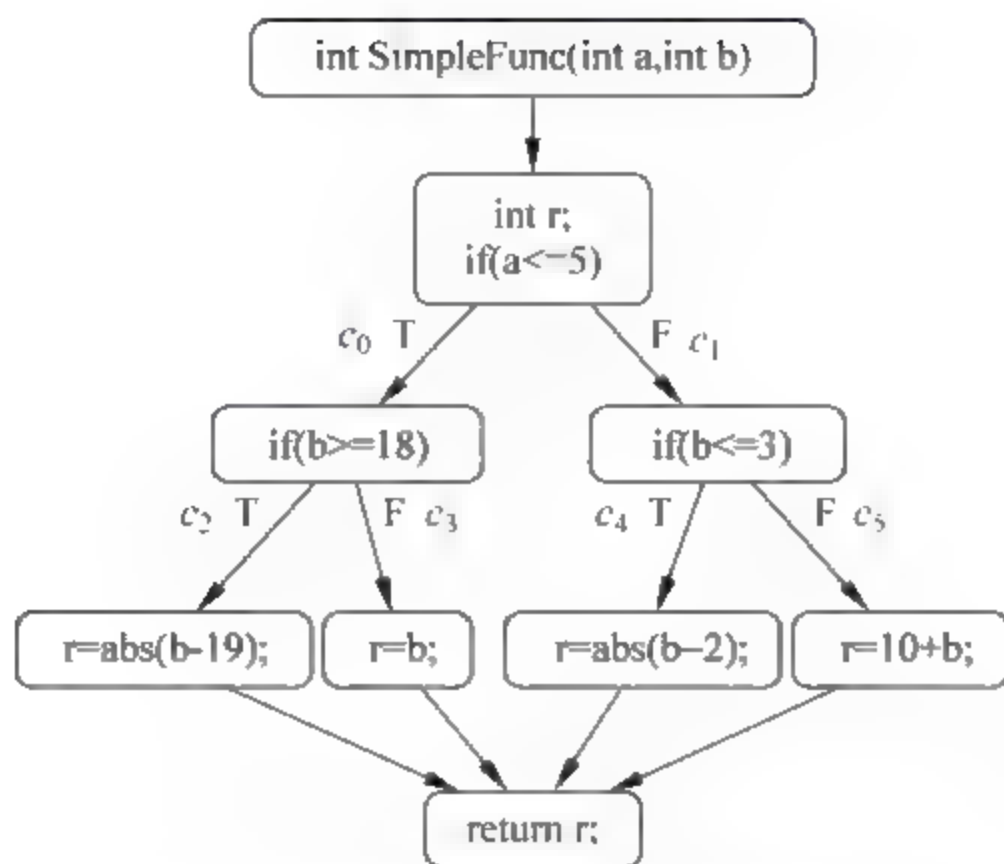 int SimpleFunc(int a,int b)
int r;
if(a<=5)
c₀ T
F c₁
if(b>=18)
if(b<=3)
c₂ T
F c₃
c₄ T
F c₅
r=abs(b-19);
r=b;
r=abs(b–2);
r=10+b;
return r;